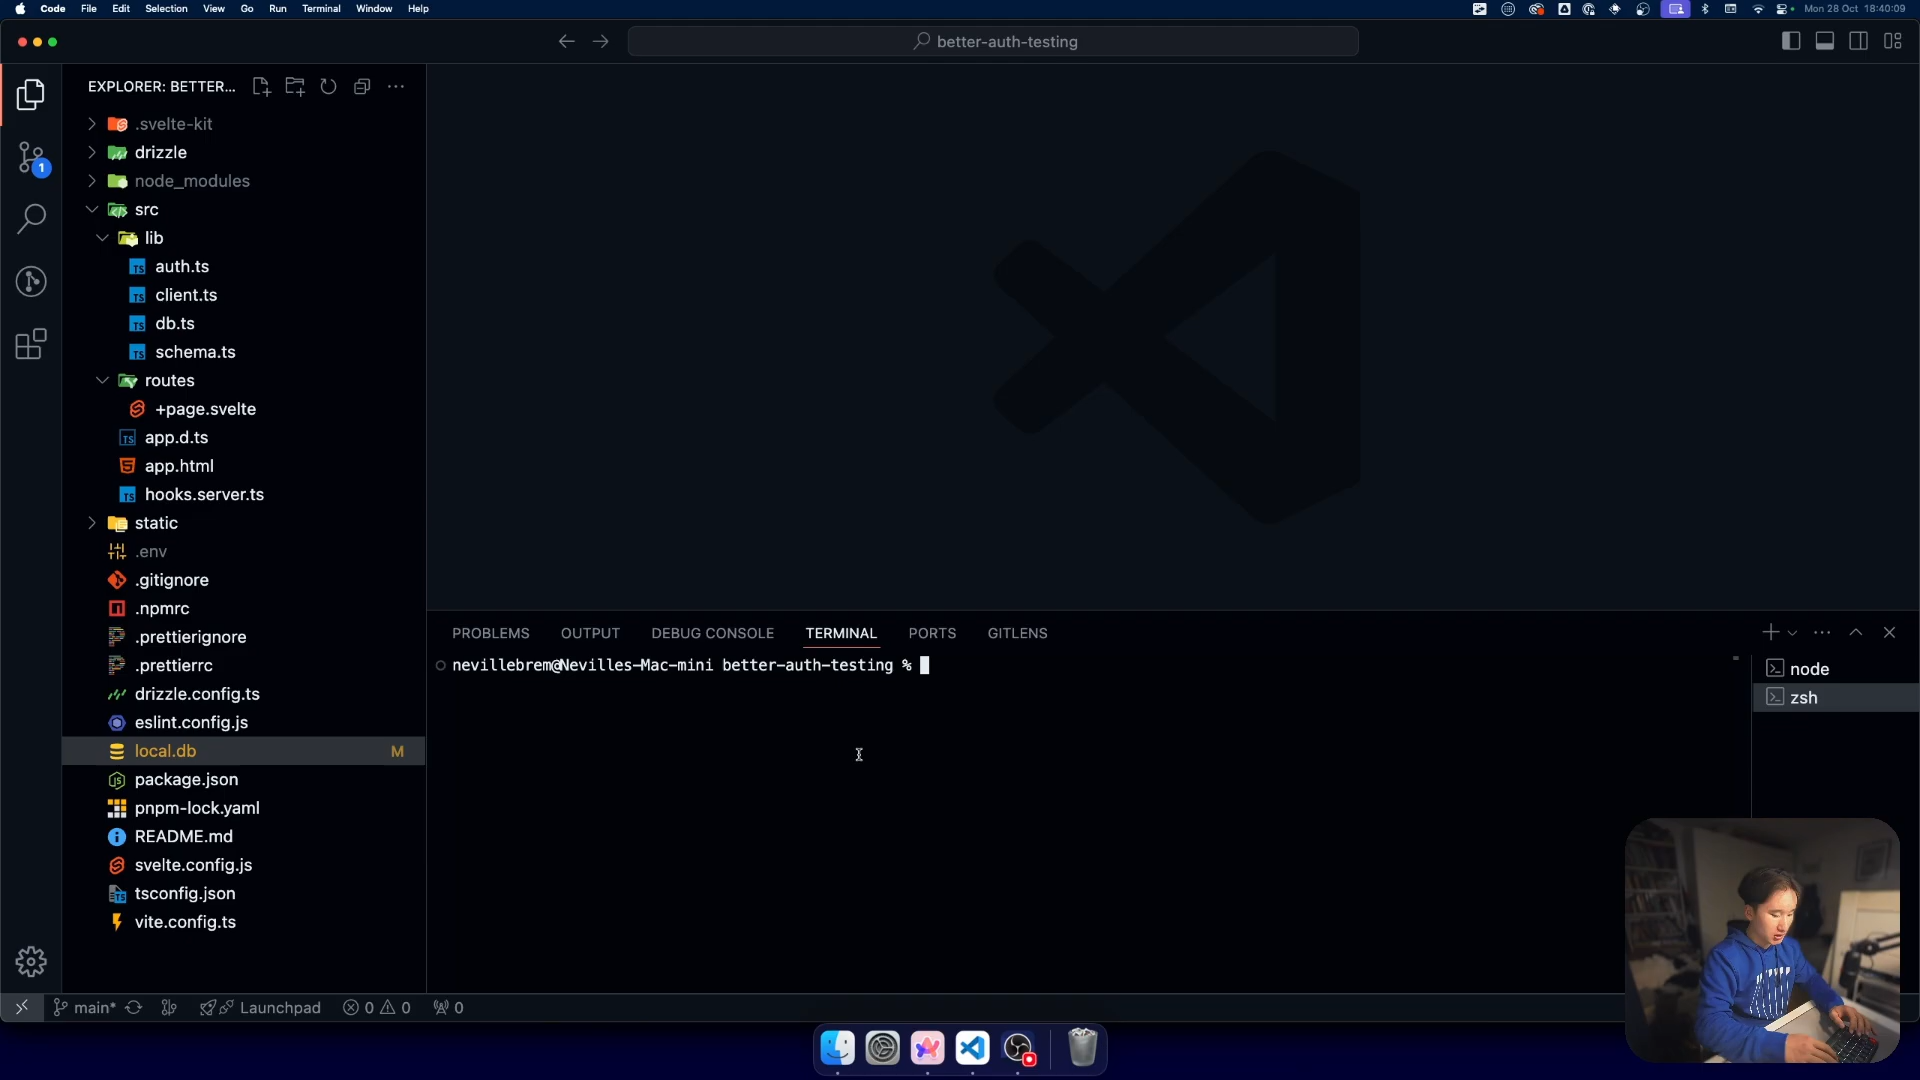 Code File Edit Selection View Go Run Terminal Window Help
Mon 28 Oct 18:40:09
better-auth-testing
EXPLORER: BETTER...
.svelte-kit
drizzle
node_modules
src
lib
auth.ts
client.ts
db.ts
schema.ts
routes
+page.svelte
app.d.ts
app.html
hooks.server.ts
static
.env
.gitignore
.npmrc
.prettierignore
.prettierrc
drizzle.config.ts
eslint.config.js
local.db M
package.json
pnpm-lock.yaml
README.md
svelte.config.js
tsconfig.json
vite.config.ts
1
PROBLEMS OUTPUT DEBUG CONSOLE TERMINAL PORTS GITLENS
nevillebrem@Nevilles-Mac-mini better-auth-testing %
node
zsh
main* Launchpad 0 0 0